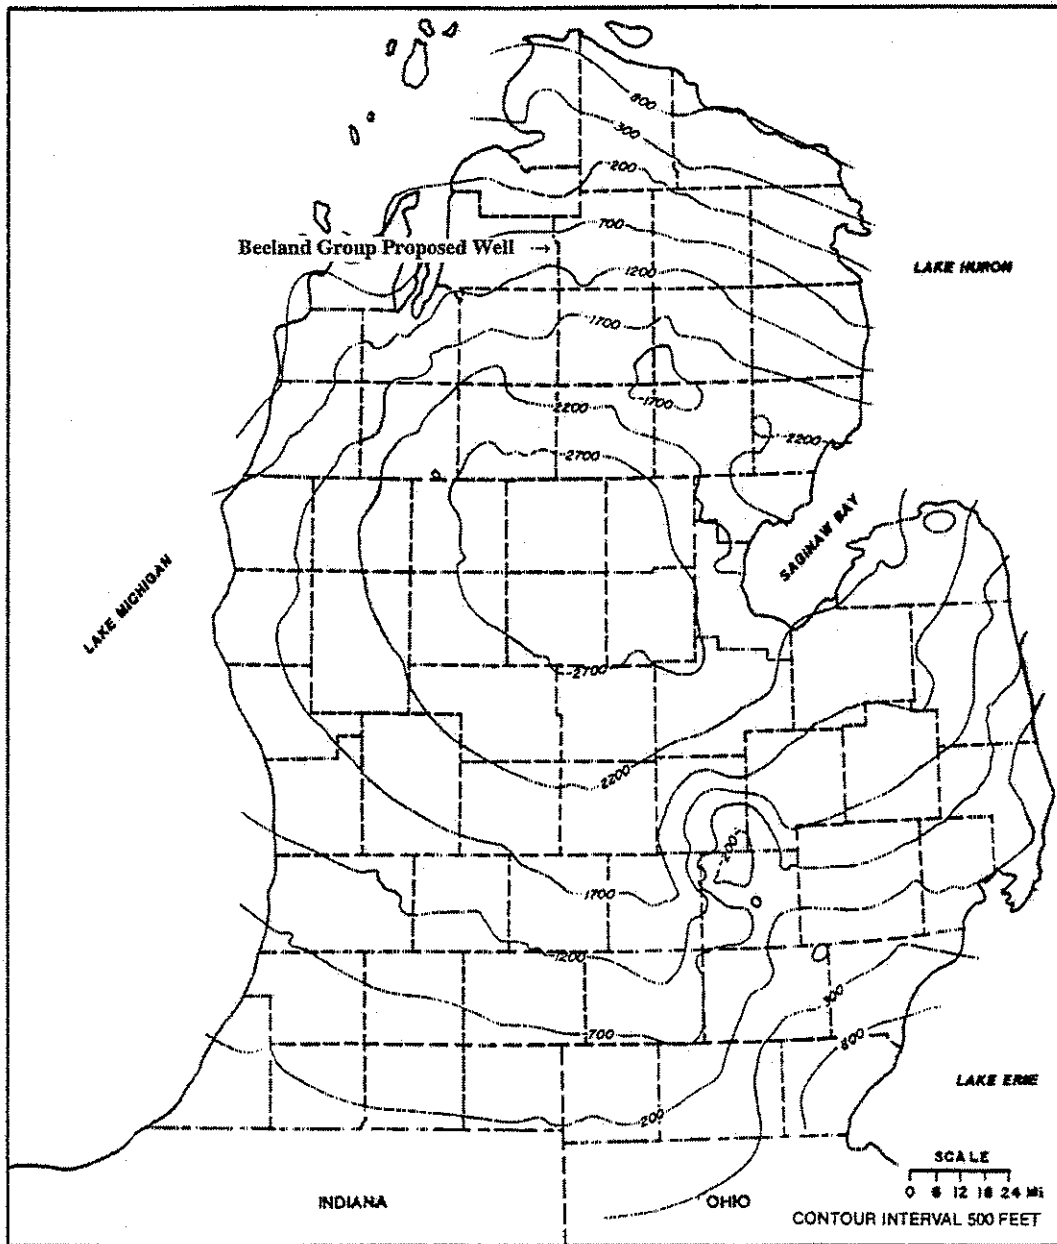 800
300
200
700
Beeland Group Proposed Well →
LAKE HURON
1200
1700
-1700
2200
2200
-2700
SAGINAW BAY
LAKE MICHIGAN
-2700
2200
-200
1700
-1200
300
-700
800
LAKE ERIE
200
SCALE
0 6 12 18 24 Mi
INDIANA
OHIO
CONTOUR INTERVAL 500 FEET